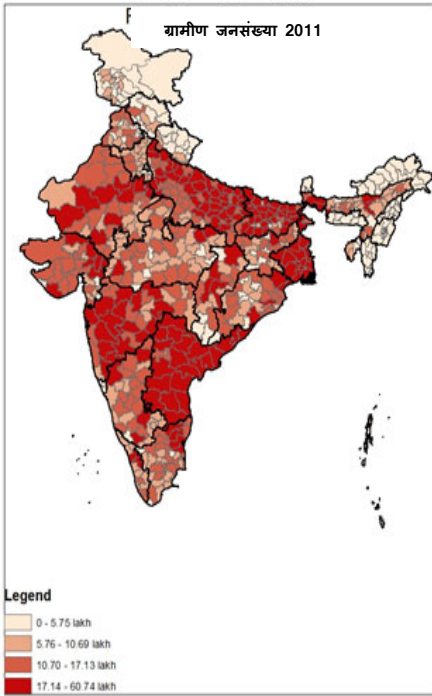 ग्रामीण जनसंख्या 2011
Legend
0 - 5.75 lakh
5.76 - 10.69 lakh
10.70 - 17.13 lakh
17.14 - 60.74 lakh